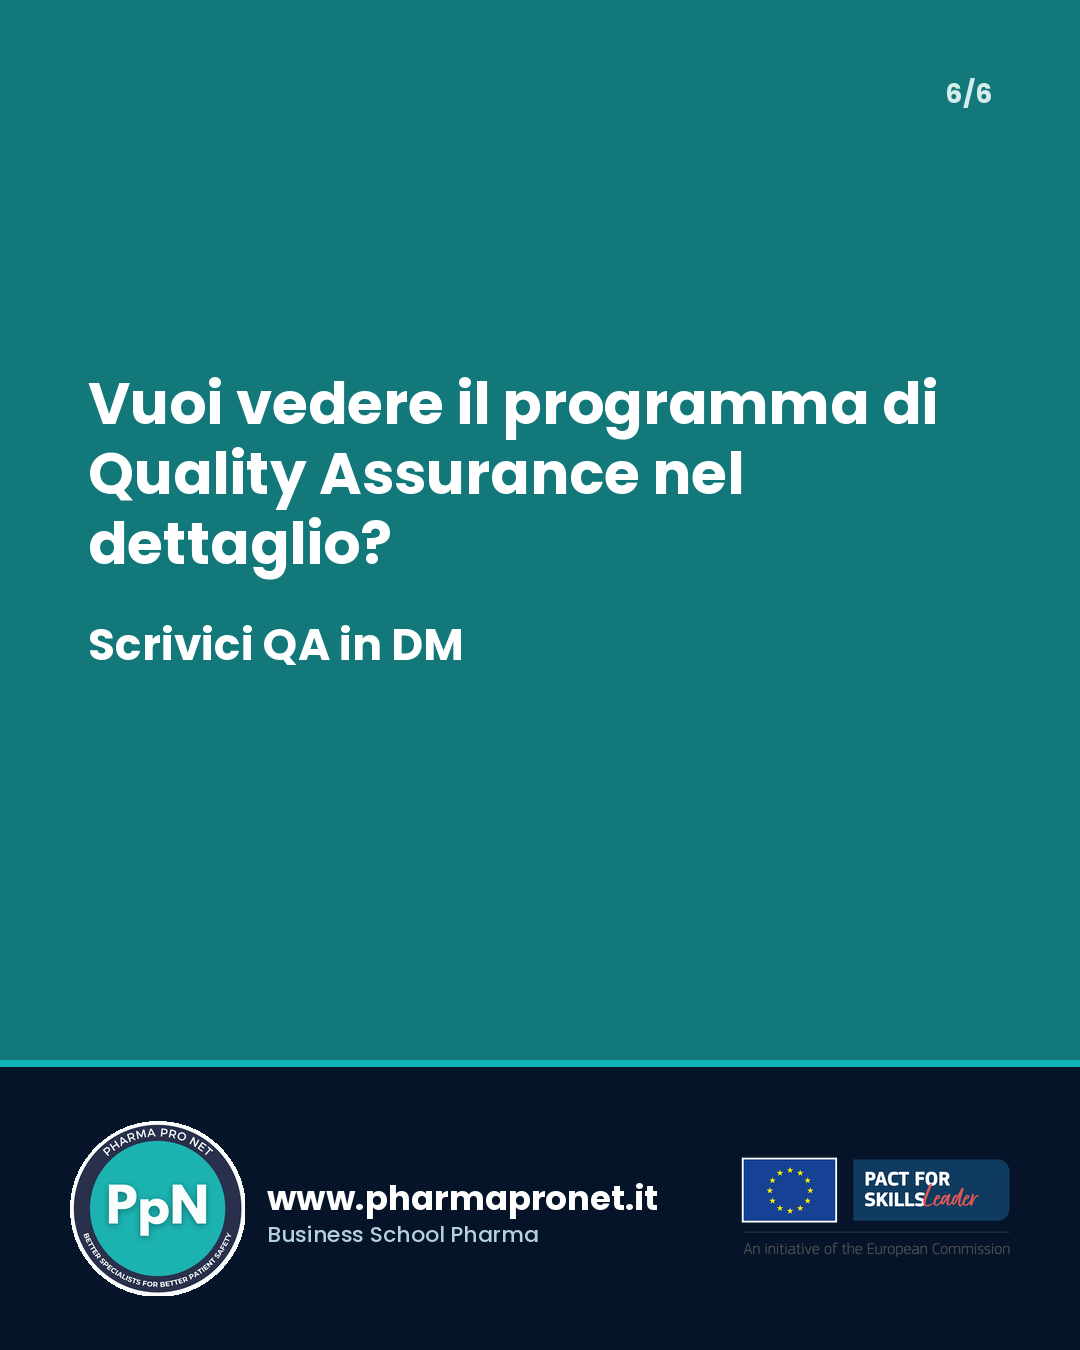 6/6
Vuoi vedere il programma di
Quality Assurance nel
dettaglio?
Scrivici QA in DM
PHARMA PRO NET
PpN
BETTER SPECIALISTS FOR BETTER PATIENT SAFETY
www.pharmapronet.it
Business School Pharma
PACT FOR
SKILLS Leader
An initiative of the European Commission